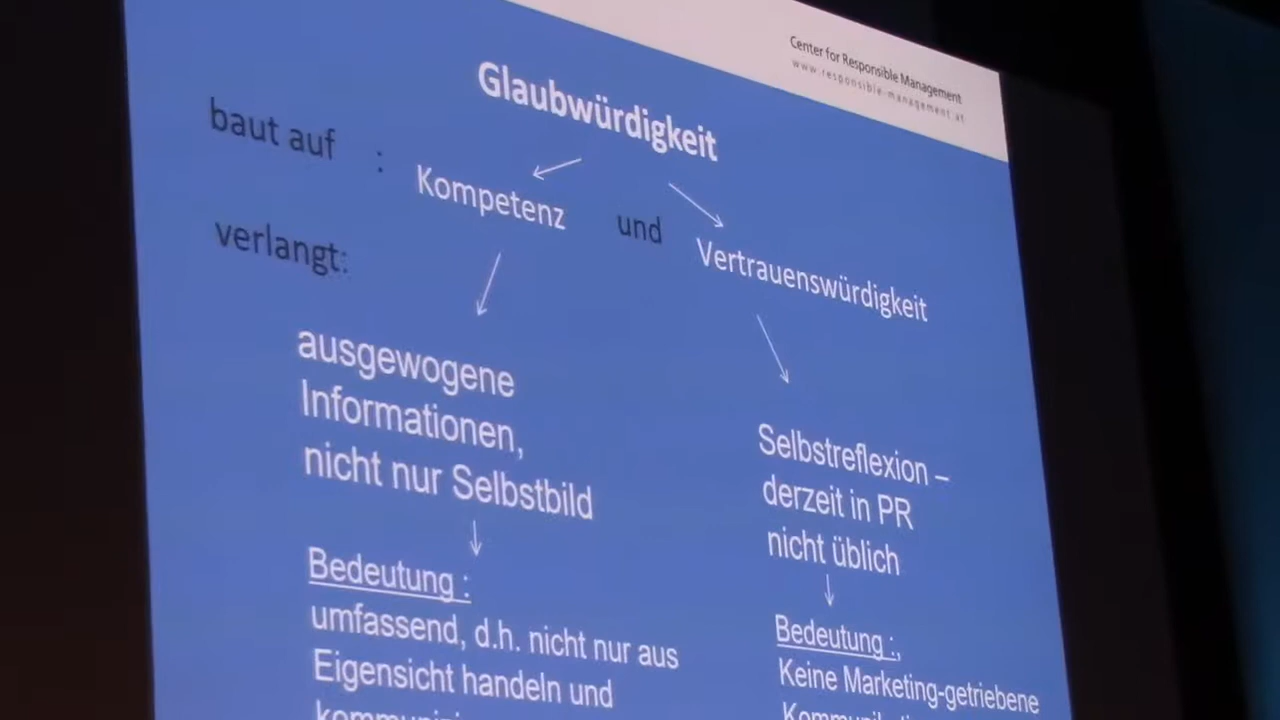 Center for Responsible Management
www.responsible-management.at
Glaubwürdigkeit
baut auf : Kompetenz und Vertrauenswürdigkeit
verlangt:
ausgewogene
Informationen,
nicht nur Selbstbild
Bedeutung :
umfassend, d.h. nicht nur aus
Eigensicht handeln und
Selbstreflexion –
derzeit in PR
nicht üblich
Bedeutung :,
Keine Marketing-getriebene